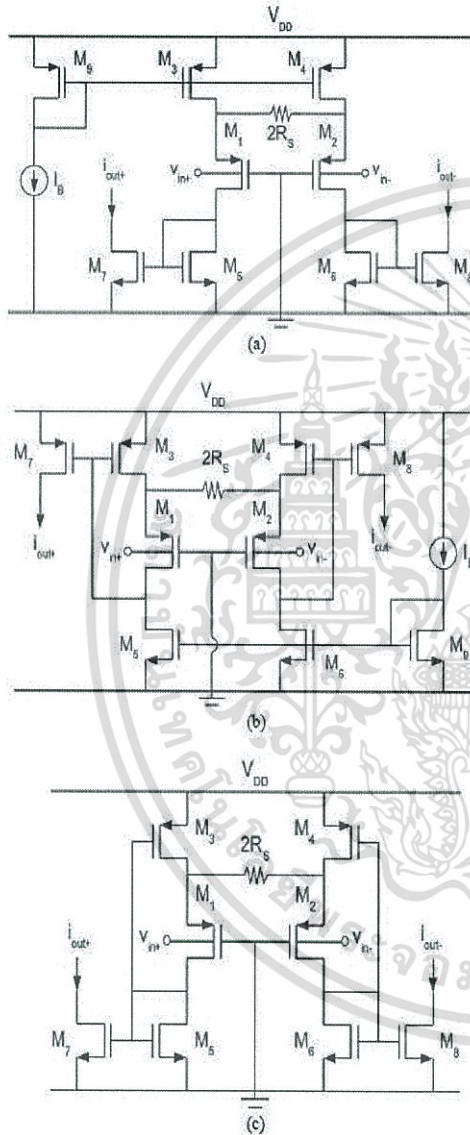 V_DD
M_9
M_3
M_4
2R_S
M_1
M_2
v_in+
v_in-
I_B
i_out+
i_out-
M_7
M_5
M_6
(a)
V_DD
M_7
M_3
M_4
M_8
2R_S
M_1
M_2
i_out+
v_in+
v_in-
i_out-
M_5
M_6
M_9
(b)
V_DD
M_3
M_4
2R_S
M_1
M_2
v_in+
v_in-
i_out+
i_out-
M_7
M_5
M_6
M_8
(c)